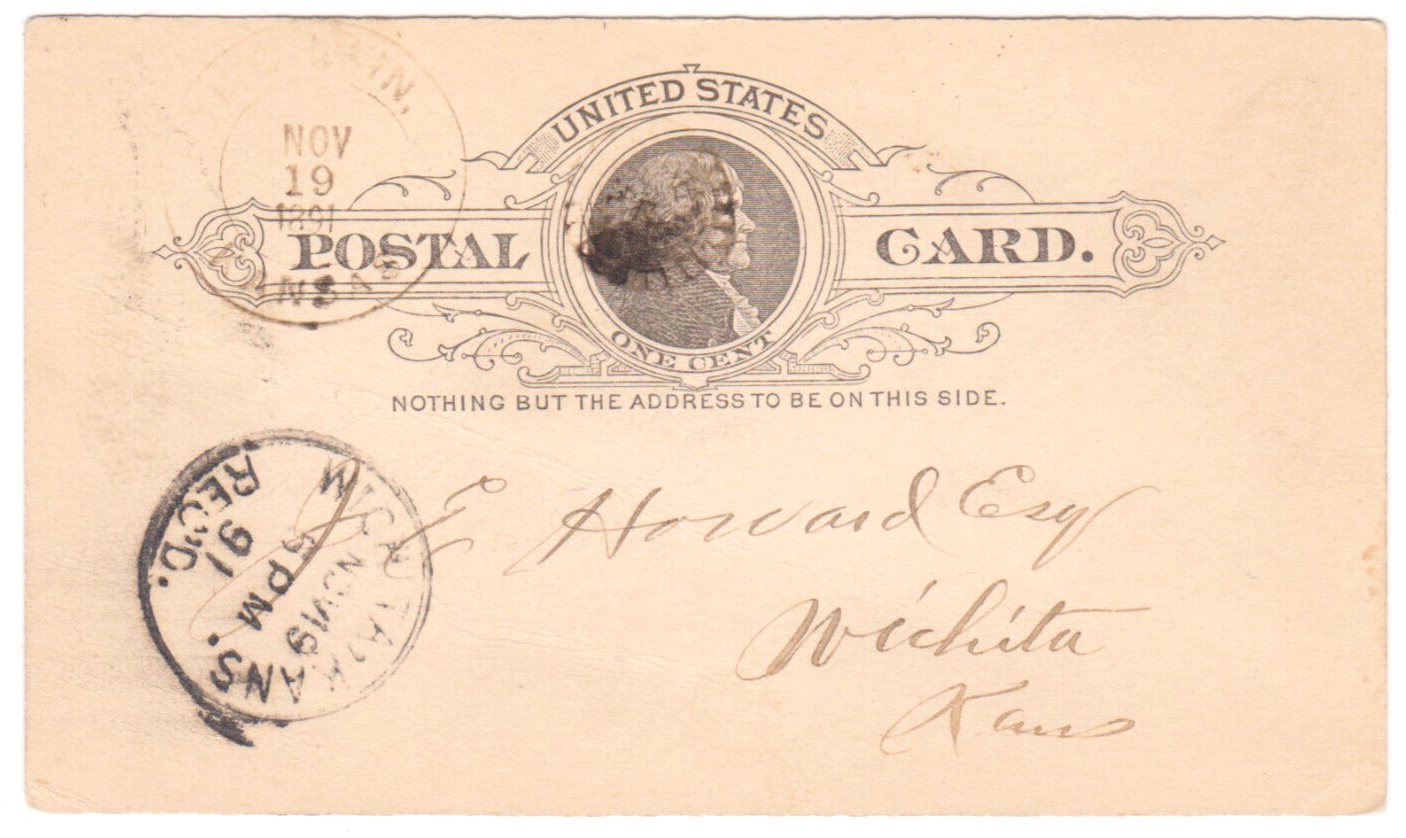 UNITED STATES
POSTAL CARD.
ONE CENT
NOTHING BUT THE ADDRESS TO BE ON THIS SIDE.
NOV
19
1891
WICHITA, KANS.
NOV 19
5 PM
91
REC'D.
J E Howard Esq
Wichita
Kans